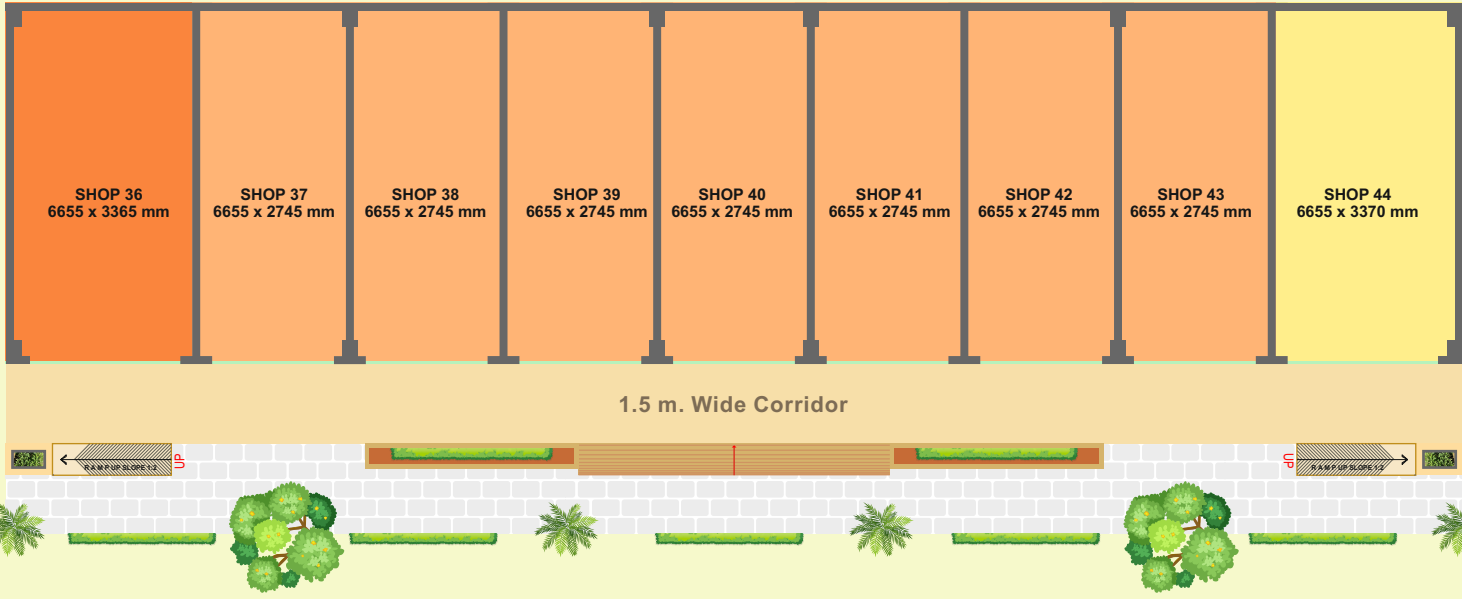 SHOP 36
6655 x 3365 mm
SHOP 37
6655 x 2745 mm
SHOP 38
6655 x 2745 mm
SHOP 39
6655 x 2745 mm
SHOP 40
6655 x 2745 mm
SHOP 41
6655 x 2745 mm
SHOP 42
6655 x 2745 mm
SHOP 43
6655 x 2745 mm
SHOP 44
6655 x 3370 mm
1.5 m. Wide Corridor
RAMP UP SLOPE 1:2
UP
UP
RAMP UP SLOPE 1:2